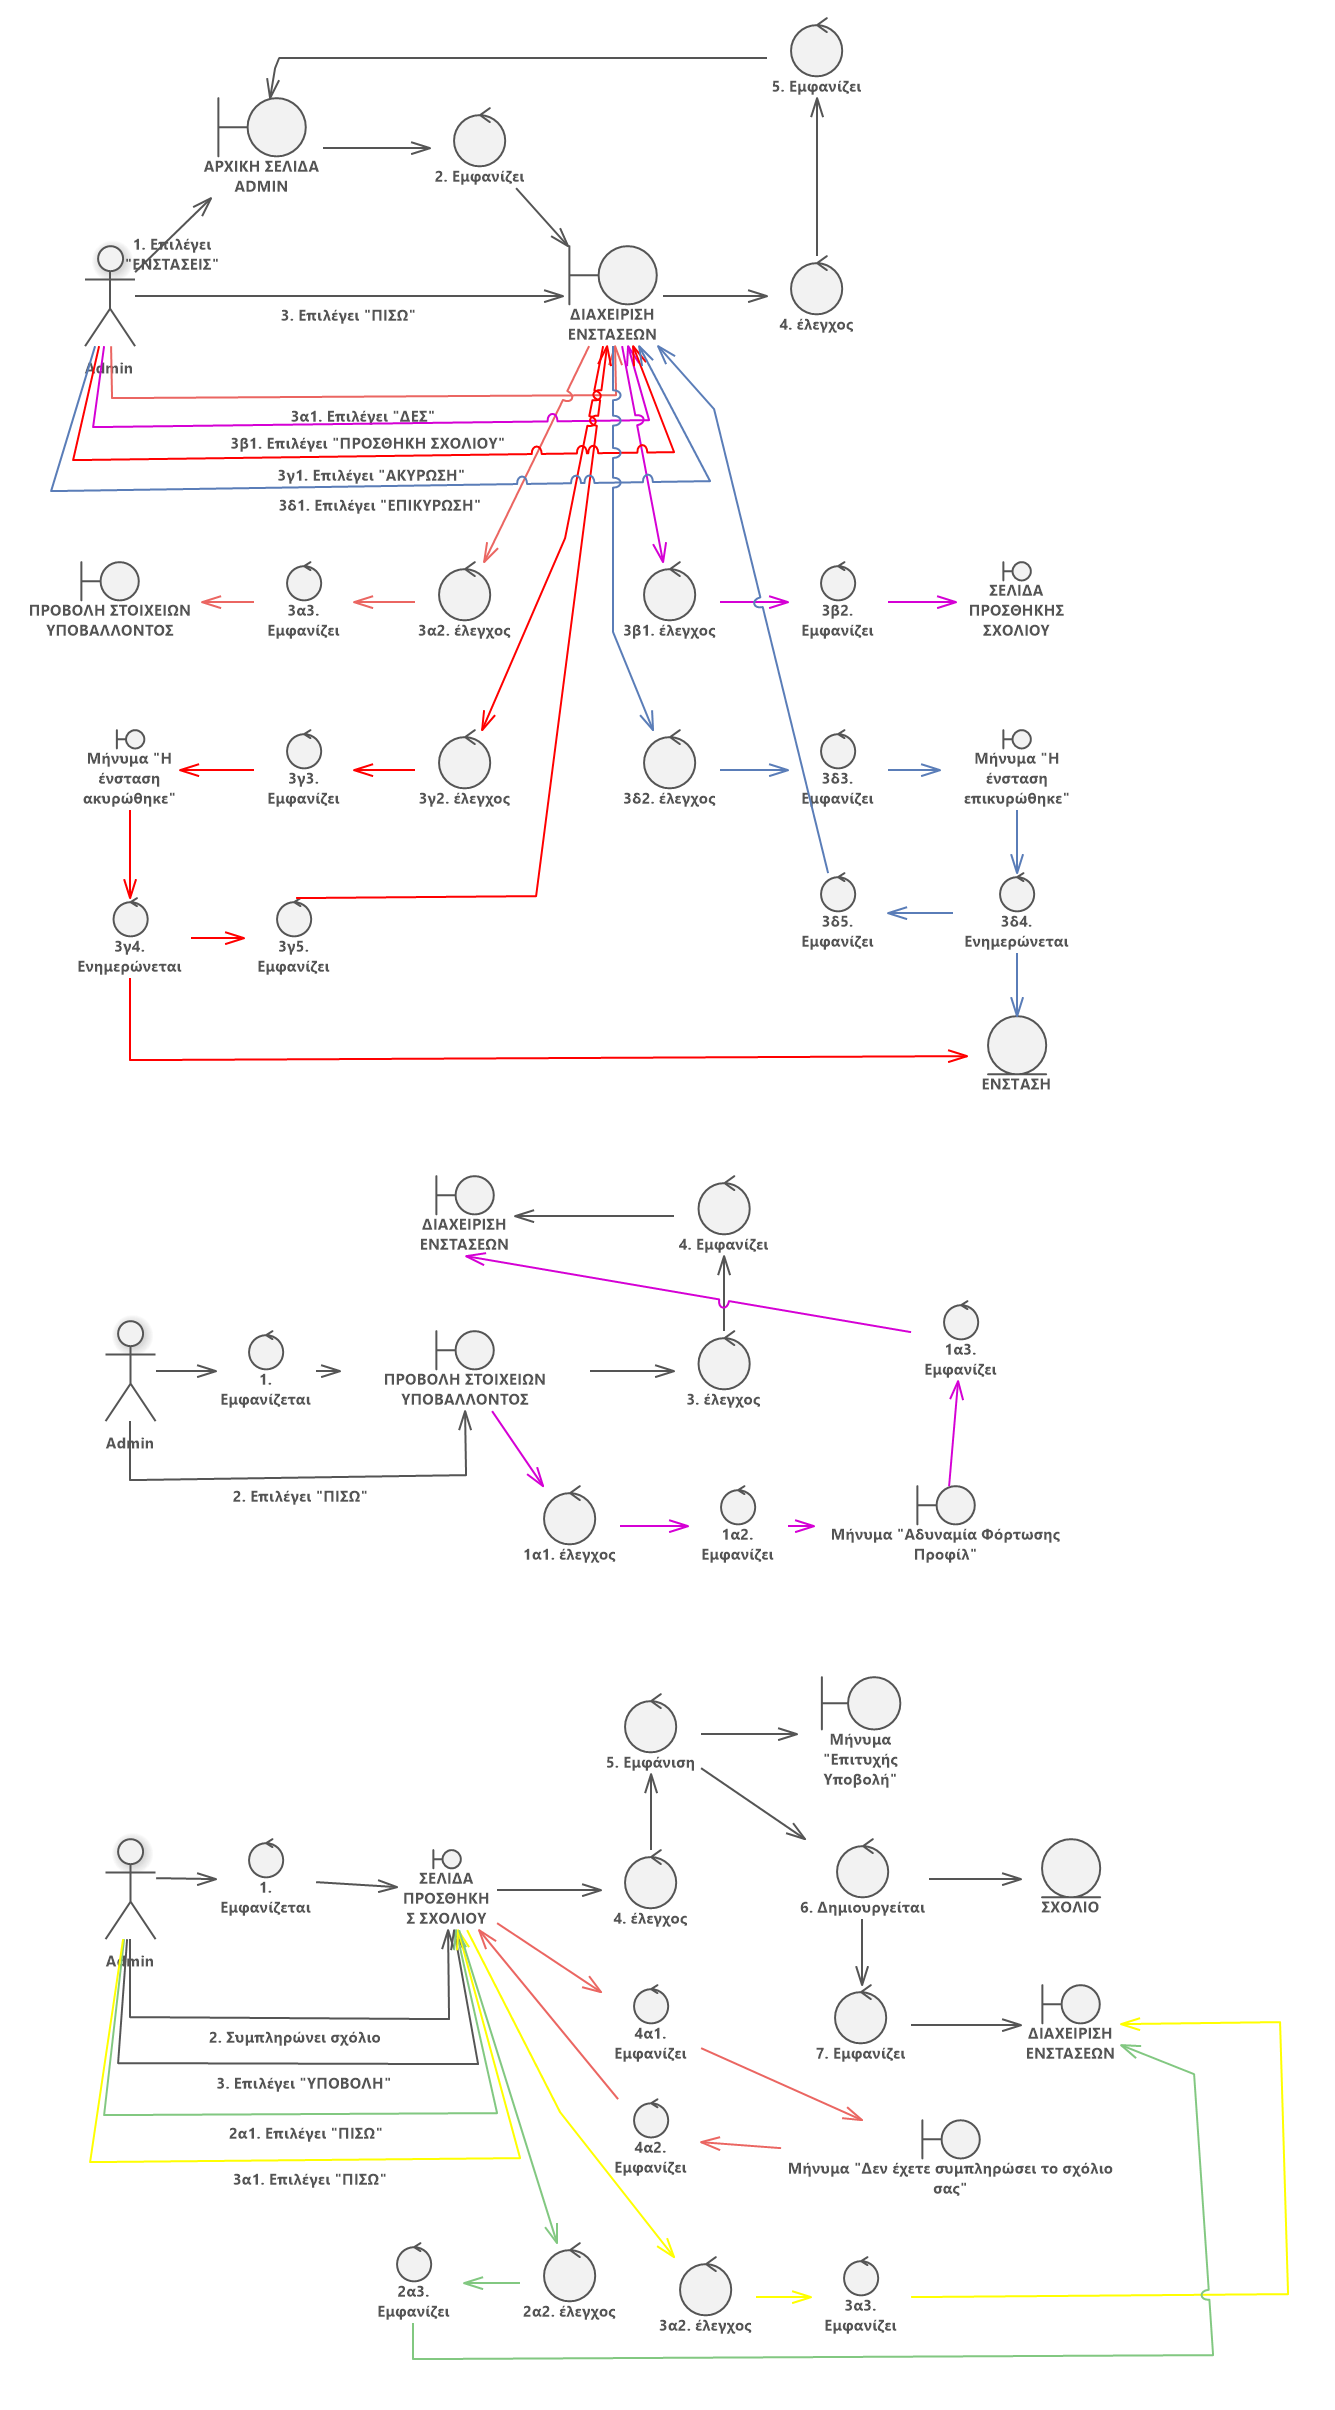 5. Εμφανίζει
ΑΡΧΙΚΗ ΣΕΛΙΔΑ
ADMIN
2. Εμφανίζει
1. Επιλέγει
"ΕΝΣΤΑΣΕΙΣ"
3. Επιλέγει "ΠΙΣΩ"
ΔΙΑΧΕΙΡΙΣΗ
ΕΝΣΤΑΣΕΩΝ
4. έλεγχος
Admin
3α1. Επιλέγει "ΔΕΣ"
3β1. Επιλέγει "ΠΡΟΣΘΗΚΗ ΣΧΟΛΙΟΥ"
3γ1. Επιλέγει "ΑΚΥΡΩΣΗ"
3δ1. Επιλέγει "ΕΠΙΚΥΡΩΣΗ"
ΠΡΟΒΟΛΗ ΣΤΟΙΧΕΙΩΝ
ΥΠΟΒΑΛΛΟΝΤΟΣ
3α3.
Εμφανίζει
3α2. έλεγχος
3β1. έλεγχος
3β2.
Εμφανίζει
ΣΕΛΙΔΑ
ΠΡΟΣΘΗΚΗΣ
ΣΧΟΛΙΟΥ
Μήνυμα "Η
ένσταση
ακυρώθηκε"
3γ3.
Εμφανίζει
3γ2. έλεγχος
3δ2. έλεγχος
3δ3.
Εμφανίζει
Μήνυμα "Η
ένσταση
επικυρώθηκε"
3γ4.
Ενημερώνεται
3γ5.
Εμφανίζει
3δ5.
Εμφανίζει
3δ4.
Ενημερώνεται
ΕΝΣΤΑΣΗ
ΔΙΑΧΕΙΡΙΣΗ
ΕΝΣΤΑΣΕΩΝ
4. Εμφανίζει
Admin
1.
Εμφανίζεται
ΠΡΟΒΟΛΗ ΣΤΟΙΧΕΙΩΝ
ΥΠΟΒΑΛΛΟΝΤΟΣ
3. έλεγχος
1α3.
Εμφανίζει
2. Επιλέγει "ΠΙΣΩ"
1α1. έλεγχος
1α2.
Εμφανίζει
Μήνυμα "Αδυναμία Φόρτωσης
Προφίλ"
5. Εμφάνιση
Μήνυμα
"Επιτυχής
Υποβολή"
Admin
1.
Εμφανίζεται
ΣΕΛΙΔΑ
ΠΡΟΣΘΗΚΗ
Σ ΣΧΟΛΙΟΥ
4. έλεγχος
6. Δημιουργείται
ΣΧΟΛΙΟ
2. Συμπληρώνει σχόλιο
3. Επιλέγει "ΥΠΟΒΟΛΗ"
2α1. Επιλέγει "ΠΙΣΩ"
3α1. Επιλέγει "ΠΙΣΩ"
4α1.
Εμφανίζει
7. Εμφανίζει
ΔΙΑΧΕΙΡΙΣΗ
ΕΝΣΤΑΣΕΩΝ
4α2.
Εμφανίζει
Μήνυμα "Δεν έχετε συμπληρώσει το σχόλιο
σας"
2α3.
Εμφανίζει
2α2. έλεγχος
3α2. έλεγχος
3α3.
Εμφανίζει